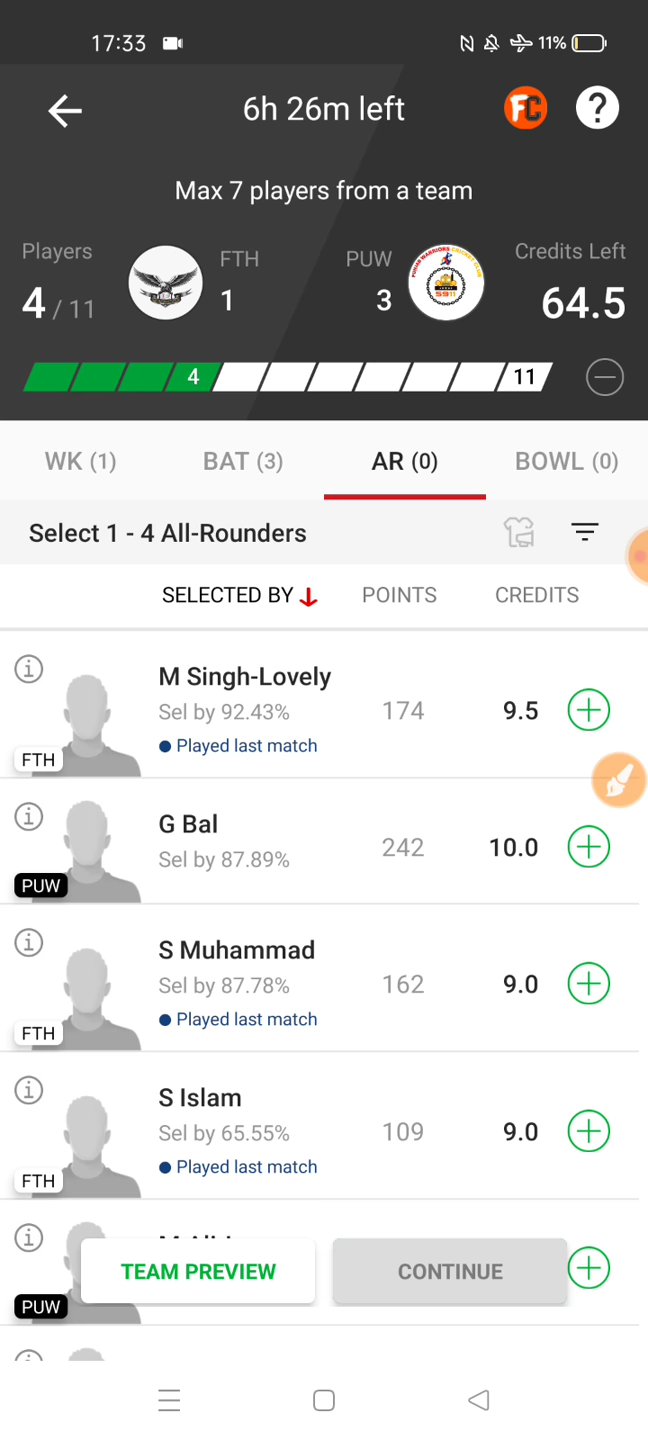 17:33 11%
6h 26m left FC ?
Max 7 players from a team
Players FTH PUW Credits Left
4 / 11 1 3 64.5
4 11
WK (1) BAT (3) AR (0) BOWL (0)
Select 1 - 4 All-Rounders
SELECTED BY POINTS CREDITS
M Singh-Lovely
Sel by 92.43% 174 9.5
Played last match
FTH
G Bal
Sel by 87.89% 242 10.0
PUW
S Muhammad
Sel by 87.78% 162 9.0
Played last match
FTH
S Islam
Sel by 65.55% 109 9.0
Played last match
FTH
TEAM PREVIEW CONTINUE
PUW